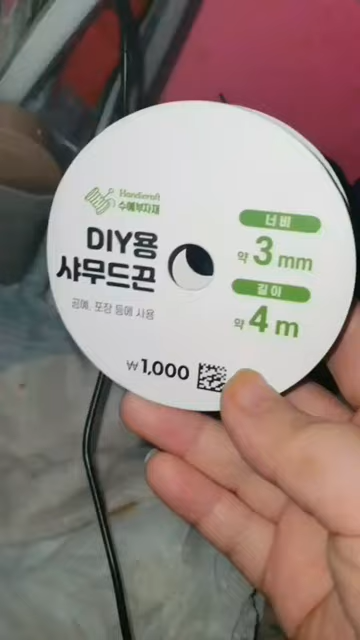 Handicraft
수예부자재
DIY용
샤무드끈
공예, 포장 등에 사용
너비
약 3 mm
길이
약 4 m
₩1,000